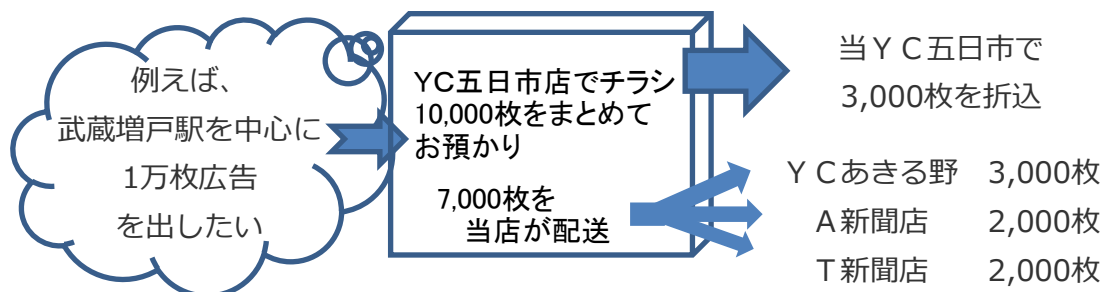 例えば、
武蔵増戸駅を中心に
1万枚広告
を出したい
YC五日市店でチラシ
10,000枚をまとめて
お預かり
7,000枚を
当店が配送
当ＹＣ五日市で
3,000枚を折込
ＹＣあきる野　3,000枚
Ａ新聞店　2,000枚
Ｔ新聞店　2,000枚